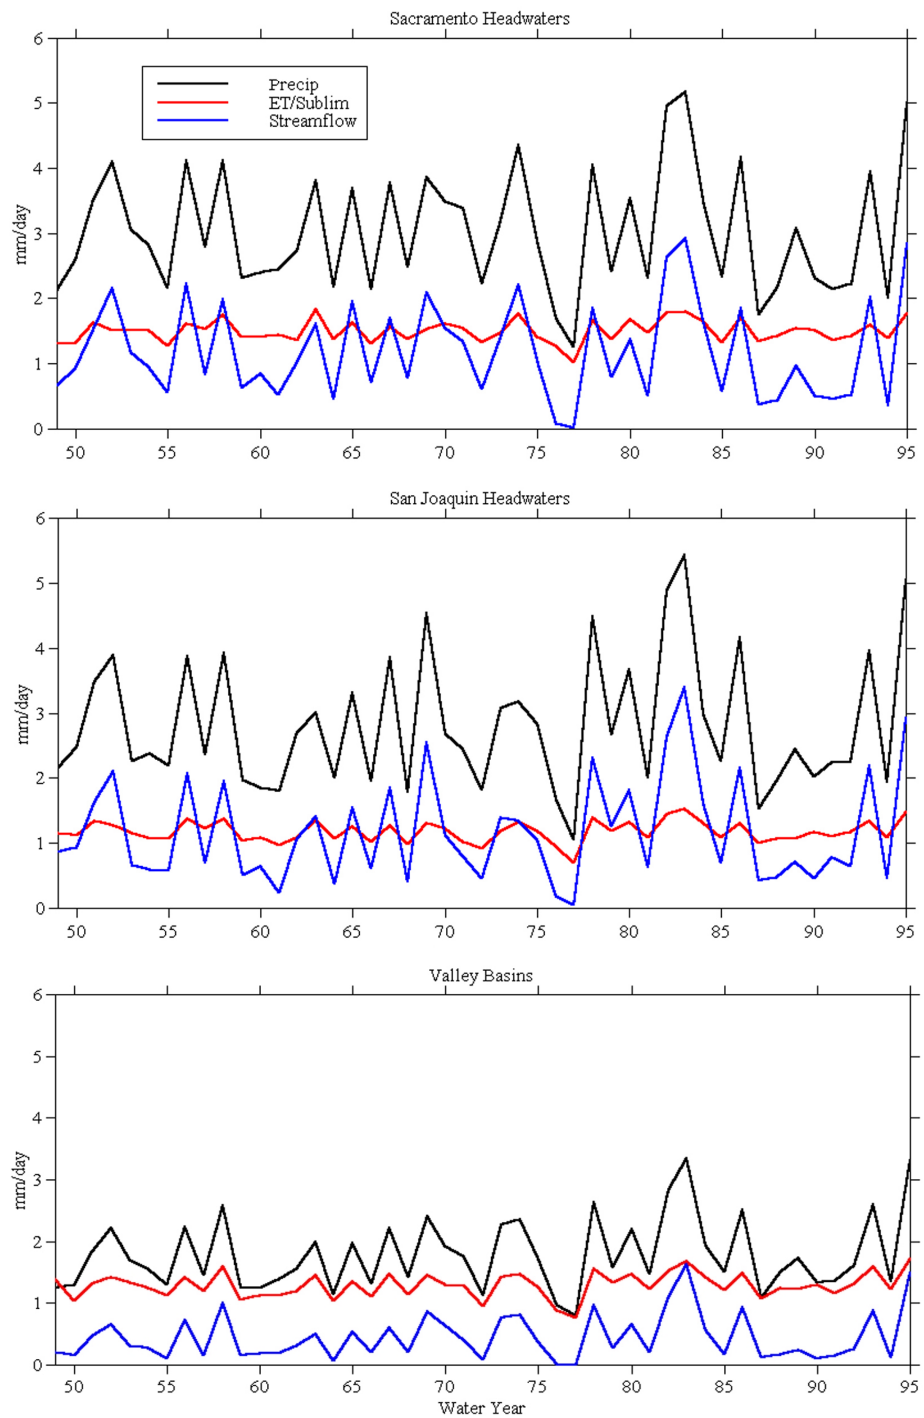 Sacramento Headwaters
6
5
4
3
2
1
0
mm/day
Precip
ET/Sublim
Streamflow
50 55 60 65 70 75 80 85 90 95
San Joaquin Headwaters
6
5
4
3
2
1
0
mm/day
50 55 60 65 70 75 80 85 90 95
Valley Basins
6
5
4
3
2
1
0
mm/day
50 55 60 65 70 75 80 85 90 95
Water Year